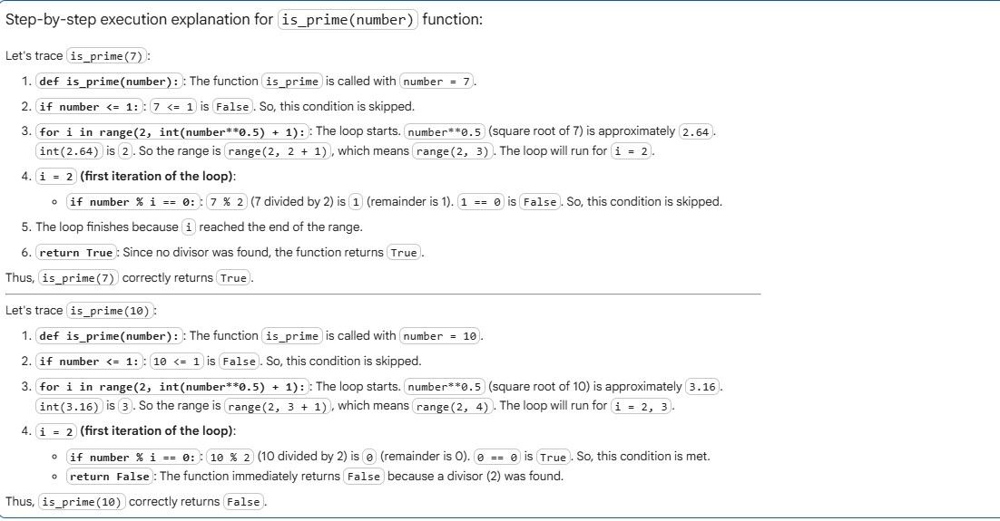 Step-by-step execution explanation for is_prime(number) function:
Let's trace is_prime(7):
1. def is_prime(number):: The function is_prime is called with number = 7.
2. if number <= 1:: 7 <= 1 is False. So, this condition is skipped.
3. for i in range(2, int(number**0.5) + 1):: The loop starts. number**0.5 (square root of 7) is approximately 2.64.
int(2.64) is 2. So the range is range(2, 2 + 1), which means range(2, 3). The loop will run for i = 2.
4. i = 2 (first iteration of the loop):
∘ if number % i == 0:: 7 % 2 (7 divided by 2) is 1 (remainder is 1). 1 == 0 is False. So, this condition is skipped.
5. The loop finishes because i reached the end of the range.
6. return True: Since no divisor was found, the function returns True.
Thus, is_prime(7) correctly returns True.
Let's trace is_prime(10):
1. def is_prime(number):: The function is_prime is called with number = 10.
2. if number <= 1:: 10 <= 1 is False. So, this condition is skipped.
3. for i in range(2, int(number**0.5) + 1):: The loop starts. number**0.5 (square root of 10) is approximately 3.16.
int(3.16) is 3. So the range is range(2, 3 + 1), which means range(2, 4). The loop will run for i = 2, 3.
4. i = 2 (first iteration of the loop):
∘ if number % i == 0:: 10 % 2 (10 divided by 2) is 0 (remainder is 0). 0 == 0 is True. So, this condition is met.
∘ return False: The function immediately returns False because a divisor (2) was found.
Thus, is_prime(10) correctly returns False.